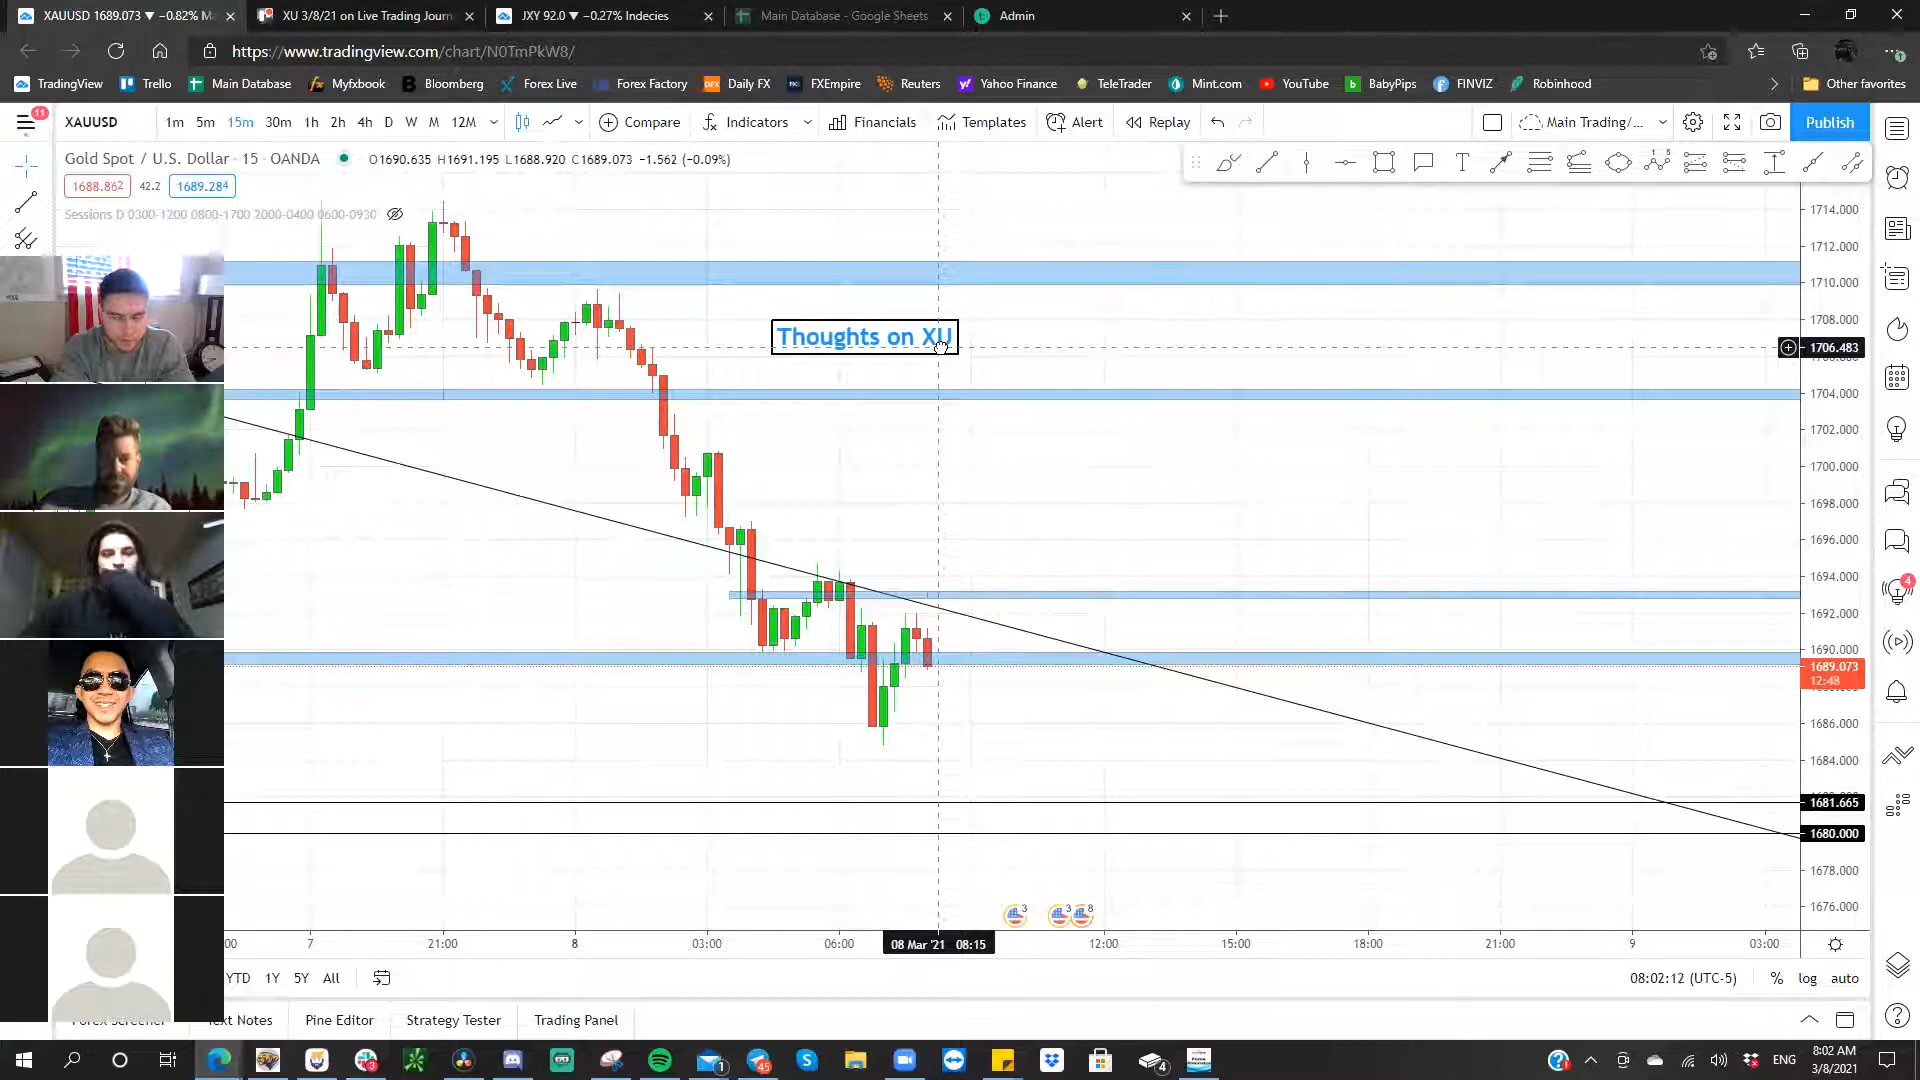 XAUUSD 1689.073 ▼ −0.82% M
XU 3/8/21 on Live Trading Journ
JXY 92.0 ▼ −0.27% Indecies
Main Database - Google Sheets
Admin
https://www.tradingview.com/chart/N0TmPkW8/
TradingView
Trello
Main Database
Myfxbook
Bloomberg
Forex Live
Forex Factory
Daily FX
FXEmpire
Reuters
Yahoo Finance
TeleTrader
Mint.com
YouTube
BabyPips
FINVIZ
Robinhood
Other favorites
11
XAUUSD
1m 5m 15m 30m 1h 2h 4h D W M 12M
Compare
Indicators
Financials
Templates
Alert
Replay
Main Trading/...
Publish
Gold Spot / U.S. Dollar · 15 · OANDA
O1690.635 H1691.195 L1688.920 C1689.073 −1.562 (−0.09%)
1688.862 42.2 1689.284
Sessions D 0300-1200 0800-1700 2000-0400 0600-0930
Thoughts on XU
1714.000
1712.000
1710.000
1708.000
1706.483
1704.000
1702.000
1700.000
1698.000
1696.000
1694.000
1692.000
1690.000
1689.073
12:48
1686.000
1684.000
1681.665
1680.000
1678.000
1676.000
4
3 3 8
:00 7 21:00 8 03:00 06:00 08 Mar '21 08:15 12:00 15:00 18:00 21:00 9 03:00
YTD 1Y 5Y All
08:02:12 (UTC-5)
% log auto
Forex Screener
Text Notes
Pine Editor
Strategy Tester
Trading Panel
ENG
8:02 AM
3/8/2021